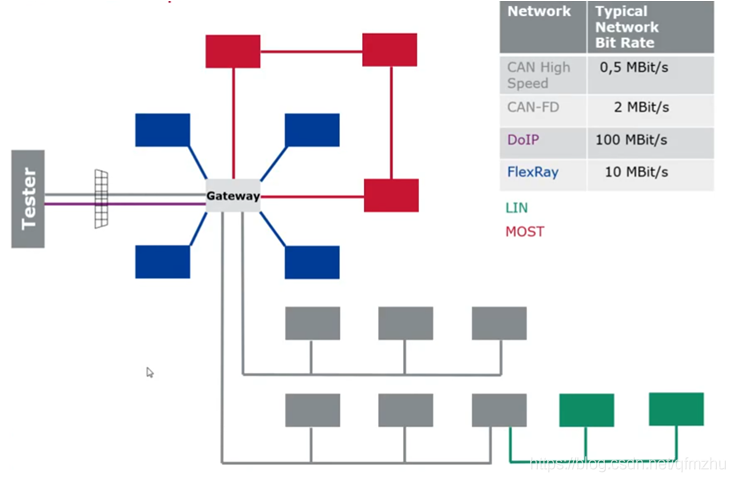 Network
Typical
Network
Bit Rate
CAN High
Speed
0,5 MBit/s
CAN-FD
2 MBit/s
DoIP
100 MBit/s
FlexRay
10 MBit/s
LIN
MOST
Tester
Gateway
https://blog.csdn.net/qfmzhu